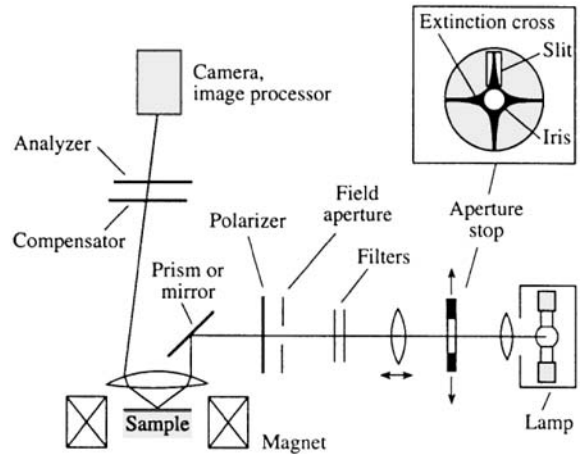 Extinction cross
Slit
Iris
Camera,
image processor
Analyzer
Compensator
Field
aperture
Aperture
stop
Polarizer
Filters
Prism or
mirror
Sample
Magnet
Lamp